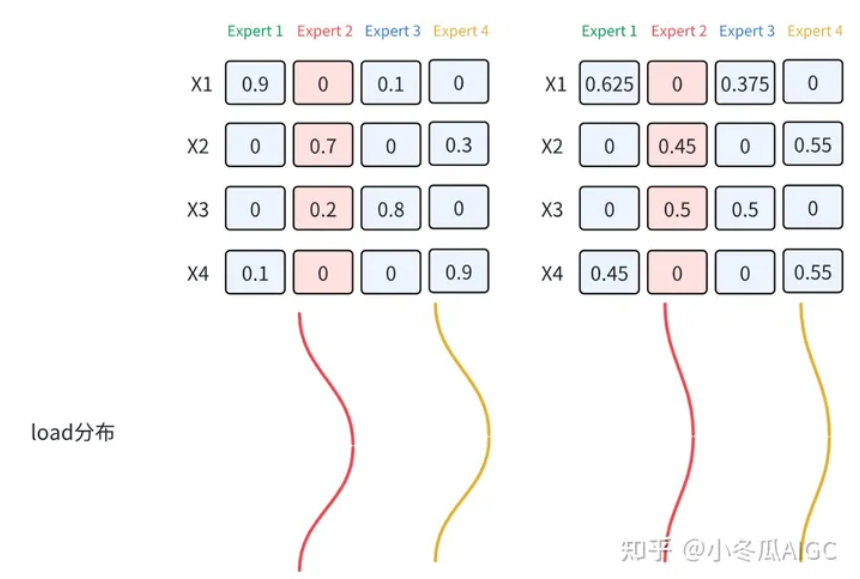 Expert 1 Expert 2 Expert 3 Expert 4 Expert 1 Expert 2 Expert 3 Expert 4
X1 0.9 0 0.1 0 X1 0.625 0 0.375 0
X2 0 0.7 0 0.3 X2 0 0.45 0 0.55
X3 0 0.2 0.8 0 X3 0 0.5 0.5 0
X4 0.1 0 0 0.9 X4 0.45 0 0 0.55
load分布
知乎 @小冬瓜AIGC